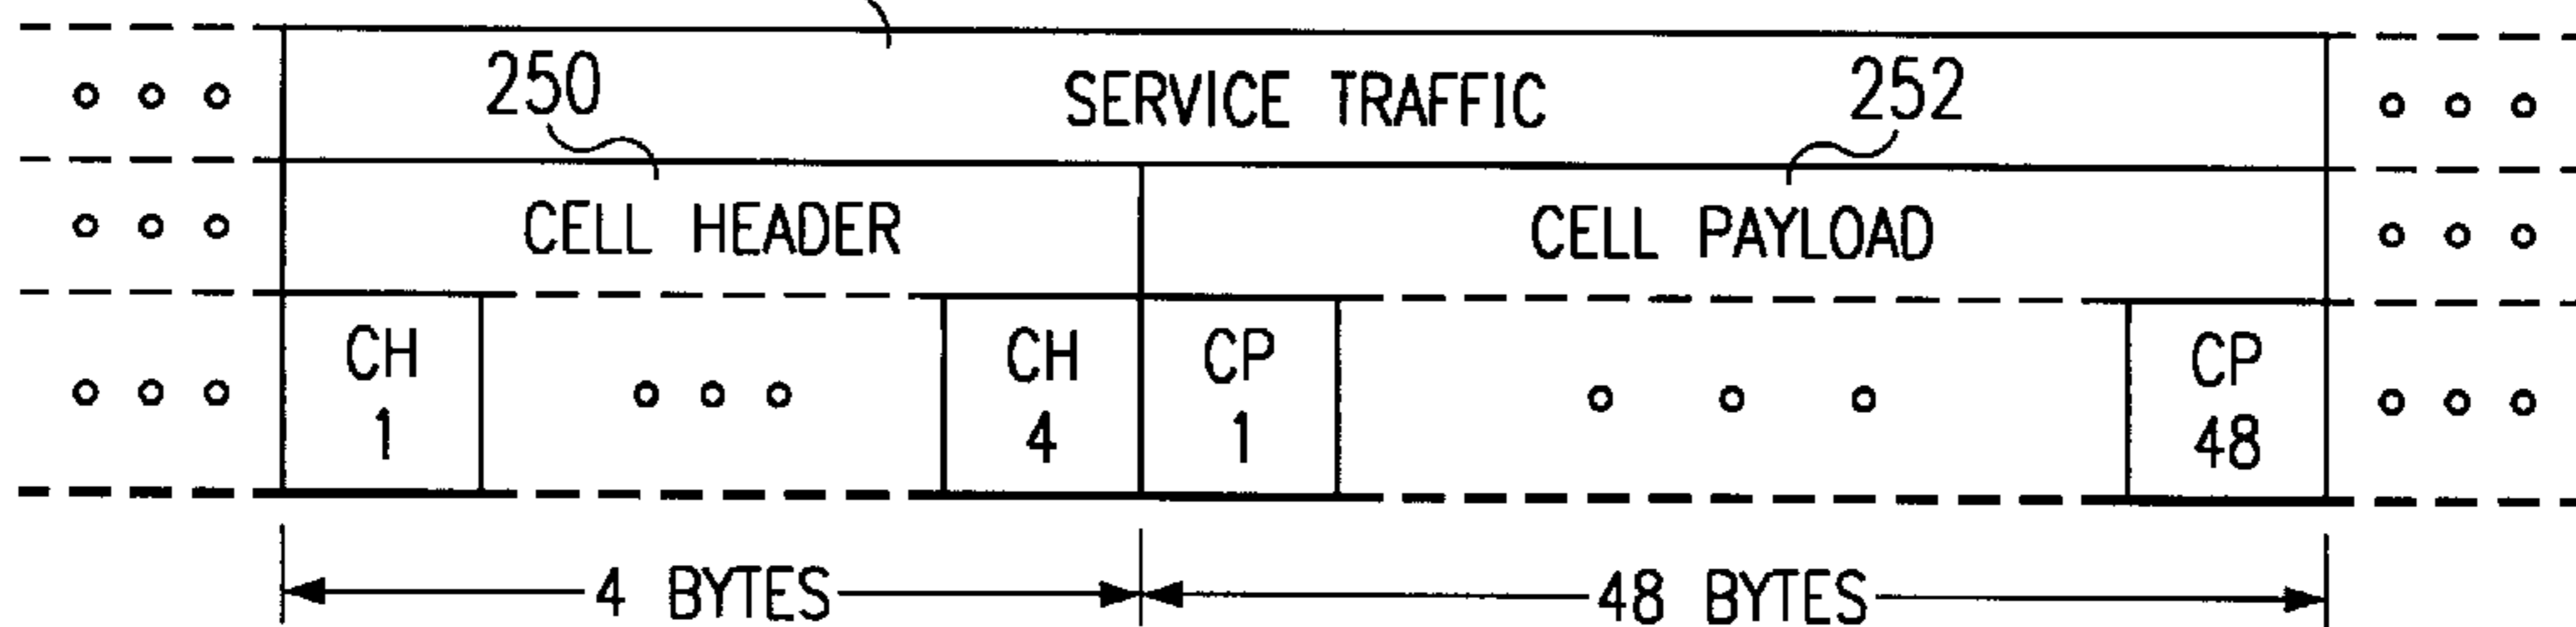 250
SERVICE TRAFFIC
252
CELL HEADER
CELL PAYLOAD
CH
1
CH
4
CP
1
CP
48
4 BYTES
48 BYTES